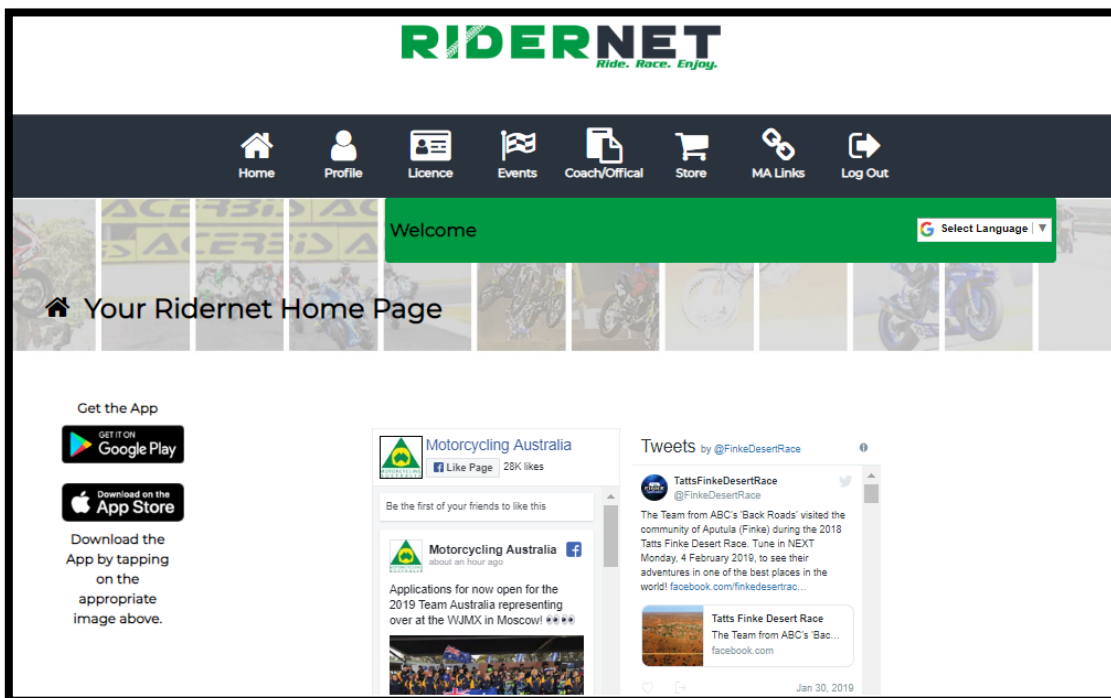 RIDERNET
Ride. Race. Enjoy.
Home Profile Licence Events Coach/Offical Store MA Links Log Out
ACERBIS
ACERBIS
Welcome
G Select Language ▼
Your Ridernet Home Page
Get the App
GET IT ON
Google Play
Download on the
App Store
Download the
App by tapping
on the
appropriate
image above.
Motorcycling Australia
Like Page 28K likes
Be the first of your friends to like this
Motorcycling Australia
about an hour ago
Applications for now open for the
2019 Team Australia representing
over at the WJMX in Moscow! 👀👀
Tweets by @FinkeDesertRace
TattsFinkeDesertRace
@FinkeDesertRace
The Team from ABC's 'Back Roads' visited the
community of Aputula (Finke) during the 2018
Tatts Finke Desert Race. Tune in NEXT
Monday, 4 February 2019, to see their
adventures in one of the best places in the
world! facebook.com/finkedesertrac...
Tatts Finke Desert Race
The Team from ABC's 'Bac...
facebook.com
Jan 30, 2019